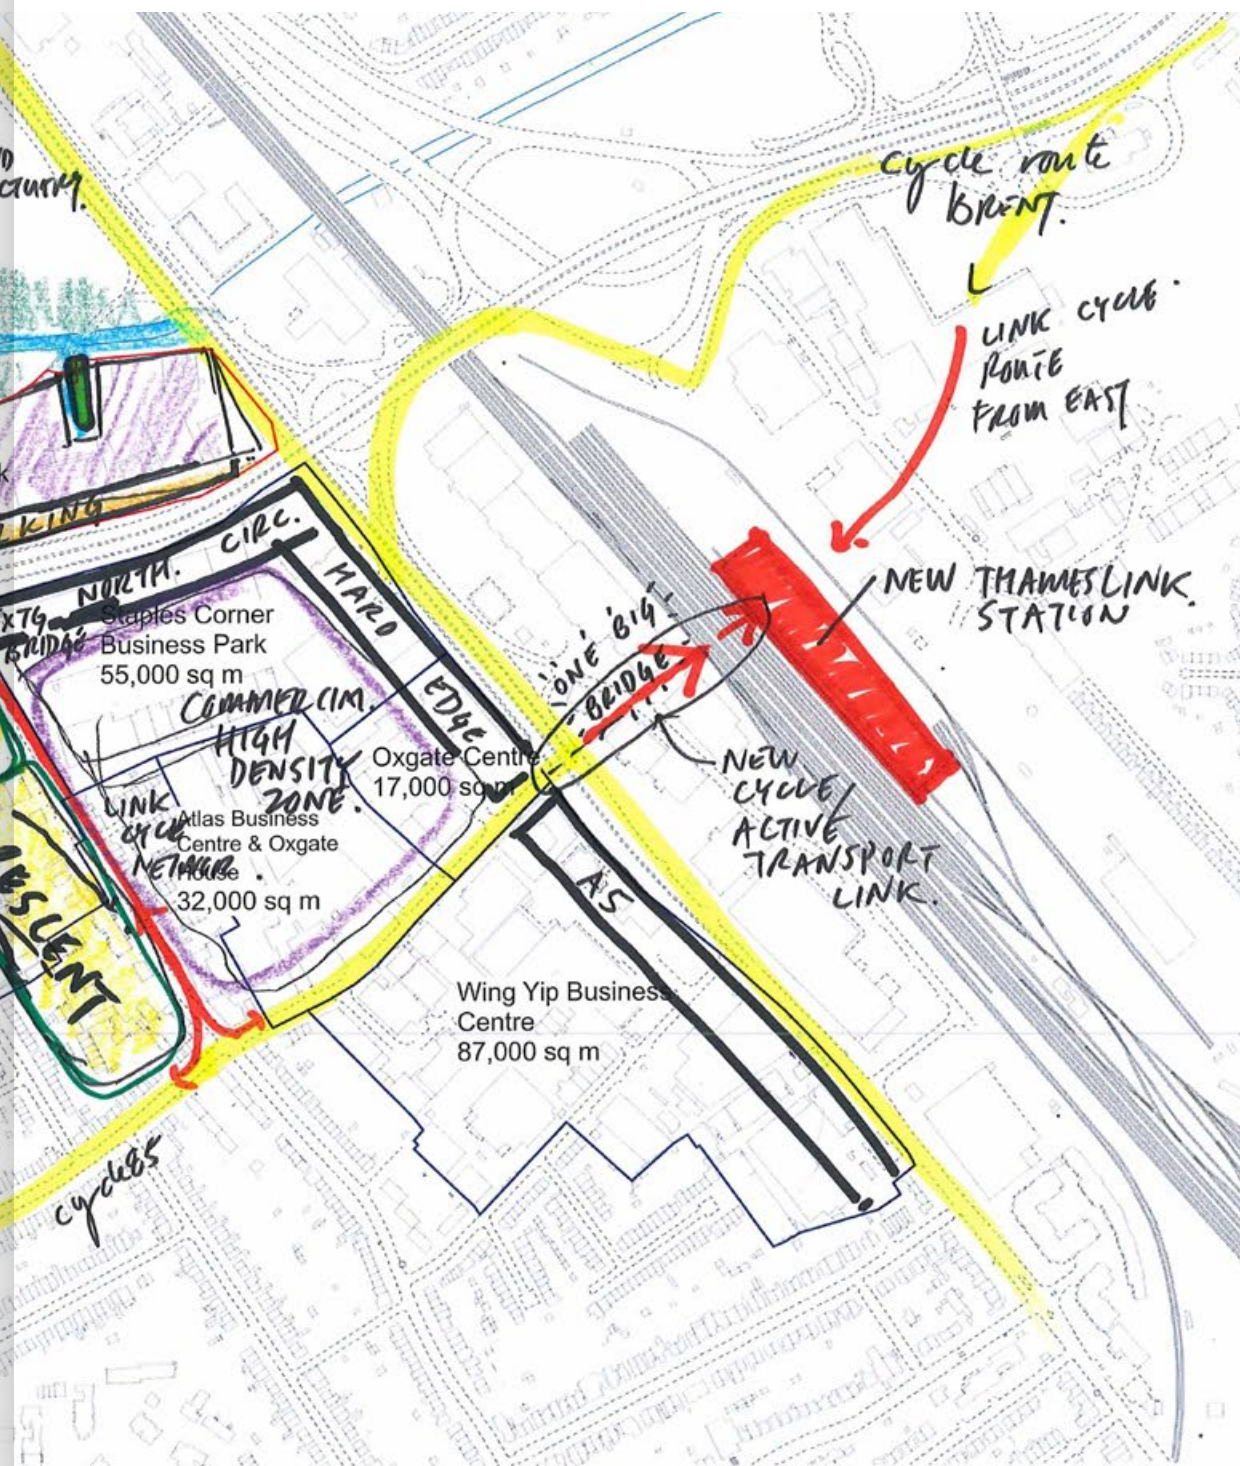 Cycle route
BRENT.
LINK CYCLE
ROUTE
FROM EAST
NEW THAMESLINK
STATION
'ONE BIG'
BRIDGE
NEW
CYCLE/
ACTIVE
TRANSPORT
LINK.
KING
NORTH. CIRC.
HARD
EDGE
BRIDGE
Staples Corner
Business Park
55,000 sq m
COMMERCIAL
HIGH
DENSITY
ZONE.
Oxgate Centre
17,000 sq m
LINK
CYCLE
Atlas Business
Centre & Oxgate
House
32,000 sq m
A5
ESCENT
Wing Yip Business
Centre
87,000 sq m